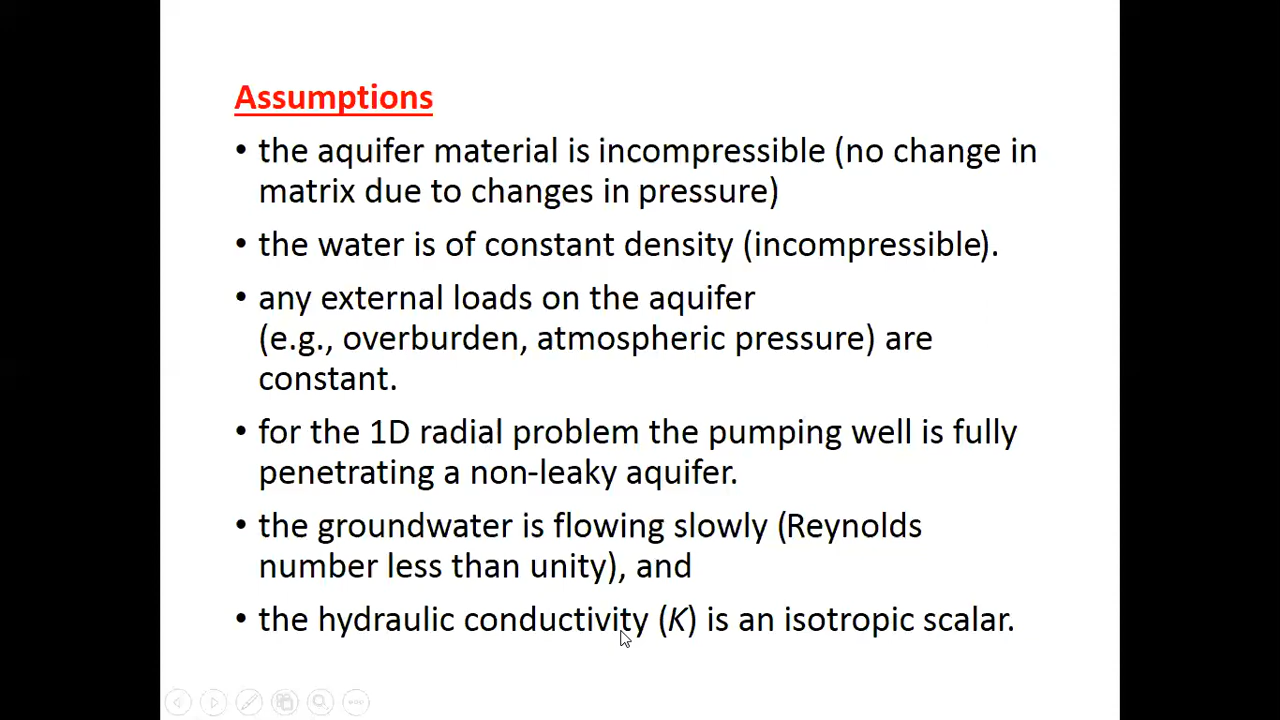 Assumptions
• the aquifer material is incompressible (no change in
matrix due to changes in pressure)
• the water is of constant density (incompressible).
• any external loads on the aquifer
(e.g., overburden, atmospheric pressure) are
constant.
• for the 1D radial problem the pumping well is fully
penetrating a non-leaky aquifer.
• the groundwater is flowing slowly (Reynolds
number less than unity), and
• the hydraulic conductivity (K) is an isotropic scalar.